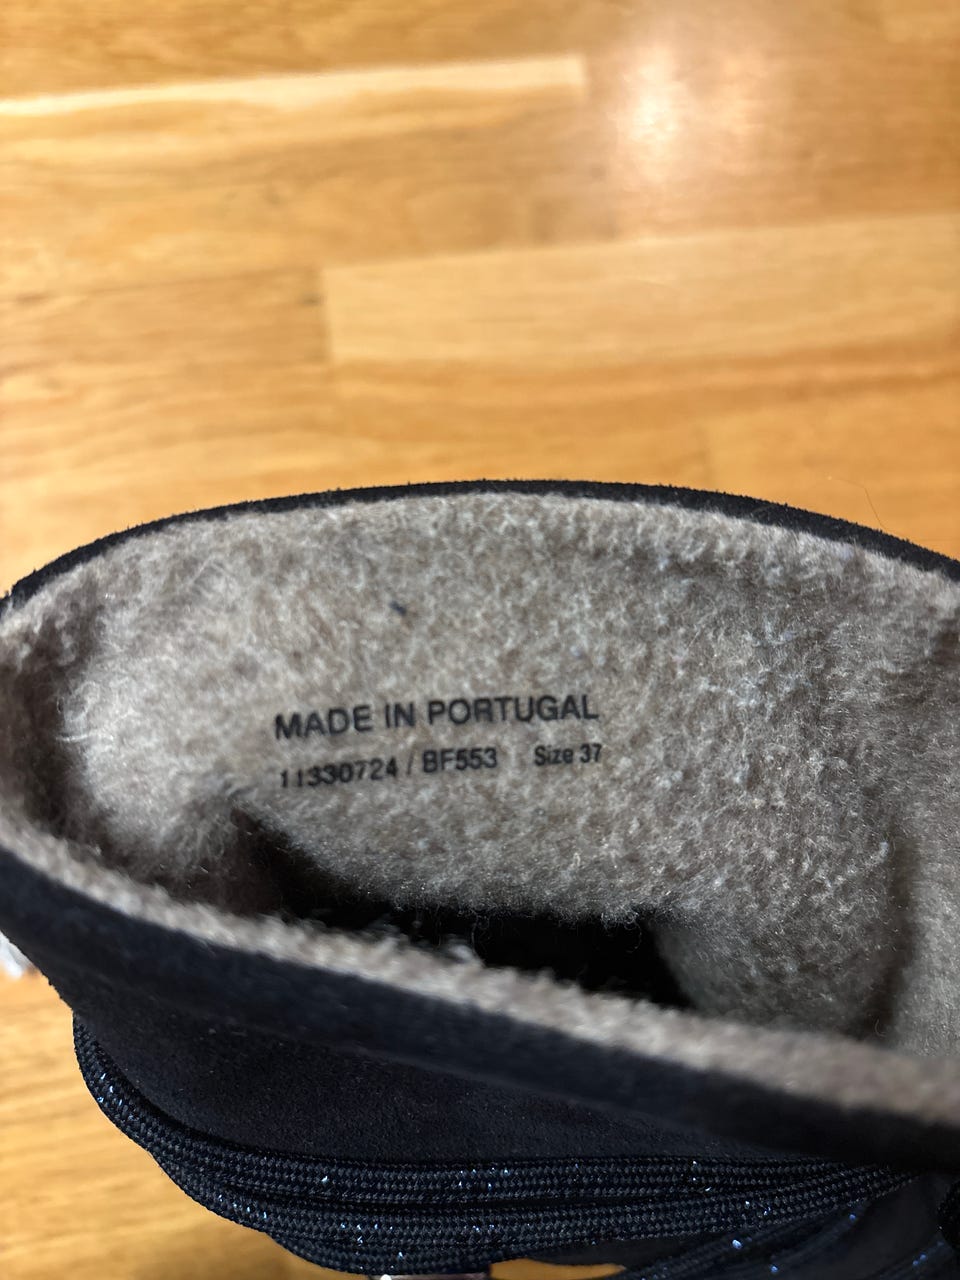 MADE IN PORTUGAL
11330724 / BF553 Size 37